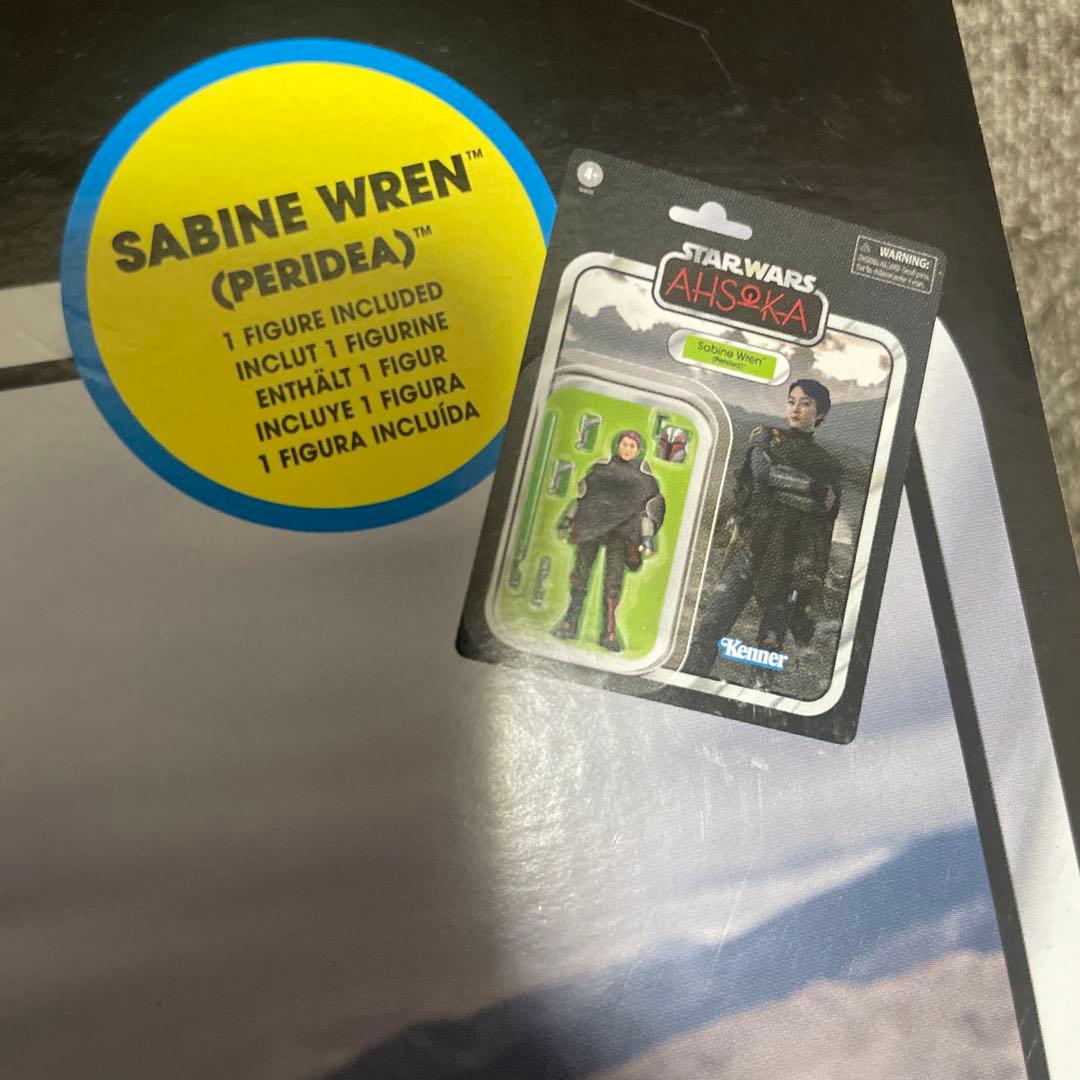 SABINE WREN™
(PERIDEA)™
1 FIGURE INCLUDED
INCLUT 1 FIGURINE
ENTHÄLT 1 FIGUR
INCLUYE 1 FIGURA
1 FIGURA INCLUÍDA
4+
STAR WARS
AHSOKA
WARNING:
Sabine Wren™
(Peridea)™
Kenner